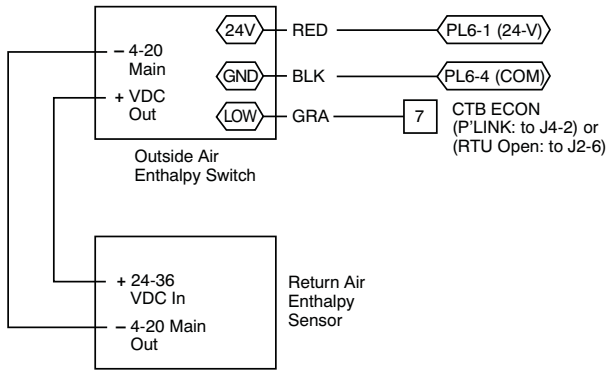 24V RED PL6-1 (24-V)
– 4-20
Main
GND BLK PL6-4 (COM)
+ VDC
Out
LOW GRA 7 CTB ECON
(P'LINK: to J4-2) or
(RTU Open: to J2-6)
Outside Air
Enthalpy Switch
+ 24-36
VDC In
– 4-20 Main
Out
Return Air
Enthalpy
Sensor